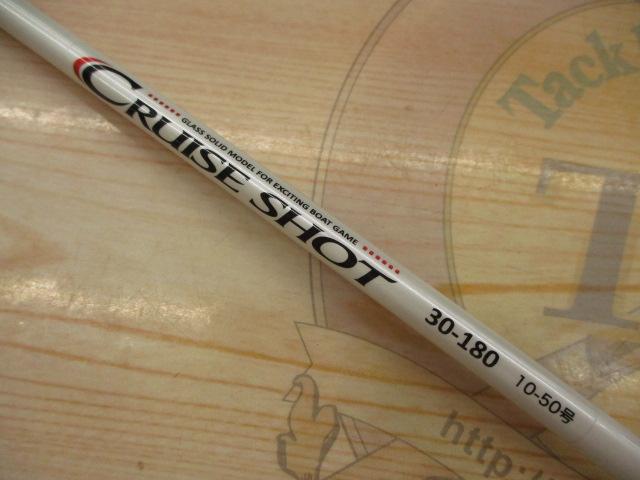 CRUISE SHOT
GLASS SOLID MODEL FOR EXCITING BOAT GAME
30-180
10-50号
Tack
http:/